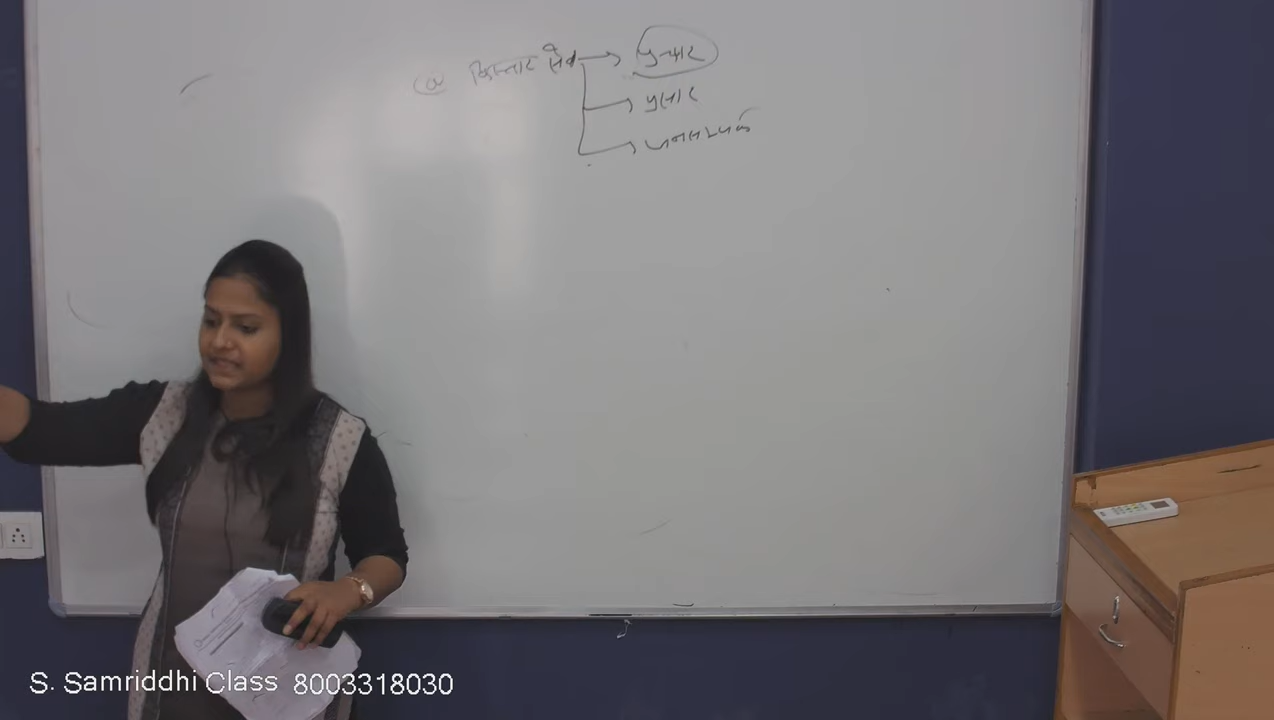 विस्तार सेवा → प्रचार
→ प्रसार
→ जनसम्पर्क
S. Samriddhi Class 8003318030